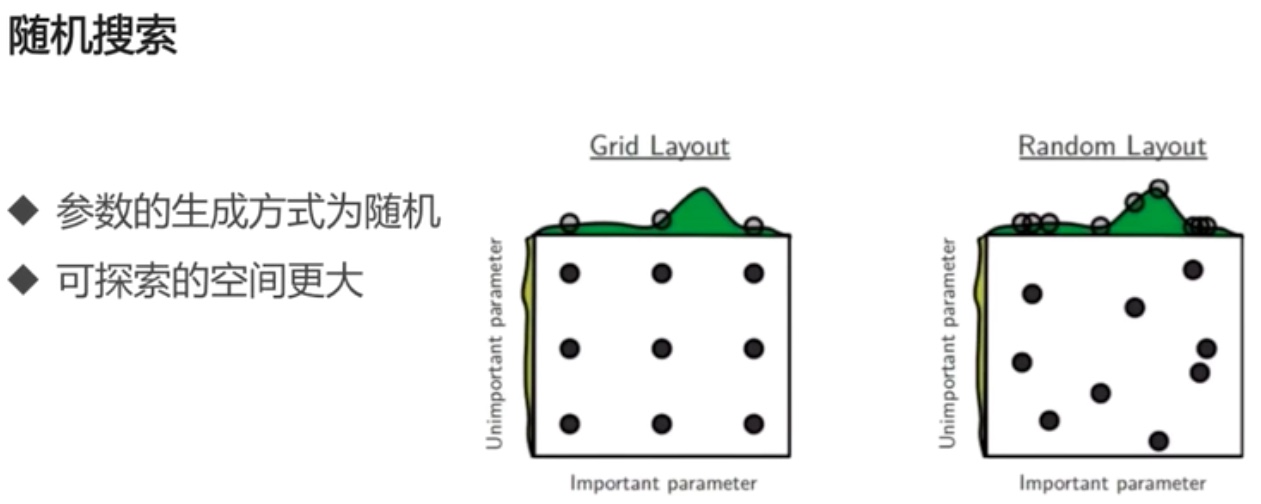 随机搜索
◆ 参数的生成方式为随机
◆ 可探索的空间更大
Grid Layout
Unimportant parameter
Important parameter
Random Layout
Unimportant parameter
Important parameter